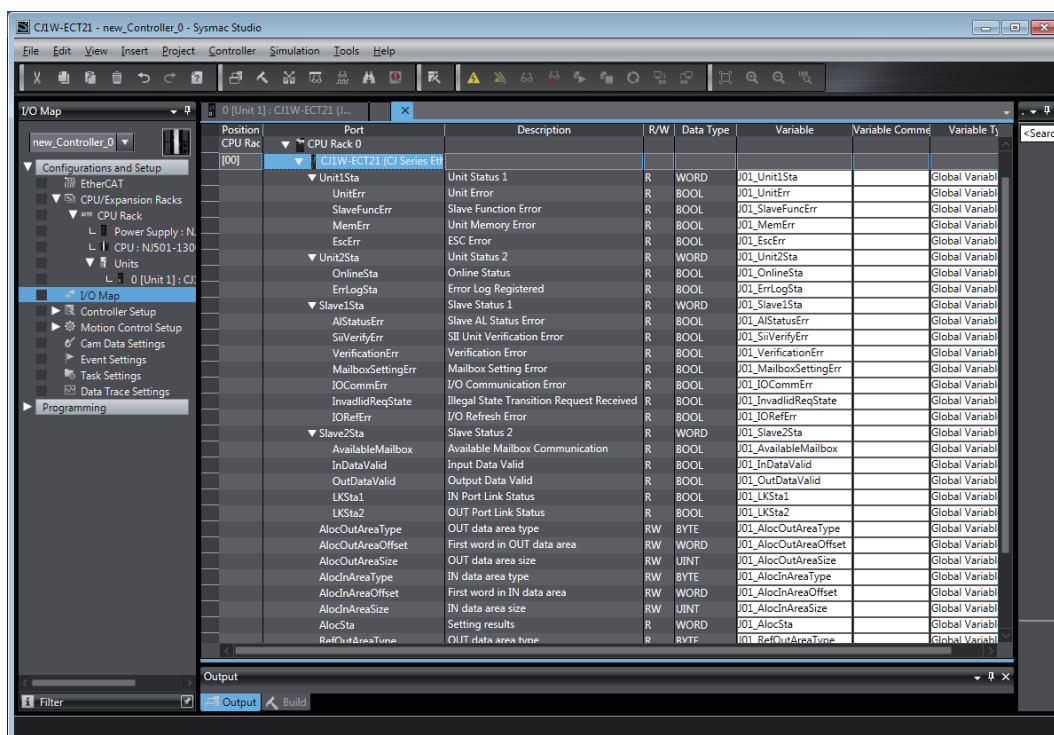 CJ1W-ECT21 - new_Controller_0 - Sysmac Studio
File Edit View Insert Project Controller Simulation Tools Help
I/O Map
0 [Unit 1] : CJ1W-ECT21 (J...
new_Controller_0
Configurations and Setup
EtherCAT
CPU/Expansion Racks
CPU Rack
Power Supply : NJ
CPU : NJ501-130
Units
0 [Unit 1] : CJ
I/O Map
Controller Setup
Motion Control Setup
Cam Data Settings
Event Settings
Task Settings
Data Trace Settings
Programming
Filter
Position Port Description R/W Data Type Variable Variable Comme Variable Ty
CPU Rac CPU Rack 0
[00] CJ1W-ECT21 (CJ Series Eth
Unit1Sta Unit Status 1 R WORD J01_Unit1Sta Global Variabl
UnitErr Unit Error R BOOL J01_UnitErr Global Variabl
SlaveFuncErr Slave Function Error R BOOL J01_SlaveFuncErr Global Variabl
MemErr Unit Memory Error R BOOL J01_MemErr Global Variabl
EscErr ESC Error R BOOL J01_EscErr Global Variabl
Unit2Sta Unit Status 2 R WORD J01_Unit2Sta Global Variabl
OnlineSta Online Status R BOOL J01_OnlineSta Global Variabl
ErrLogSta Error Log Registered R BOOL J01_ErrLogSta Global Variabl
Slave1Sta Slave Status 1 R WORD J01_Slave1Sta Global Variabl
AlStatusErr Slave AL Status Error R BOOL J01_AlStatusErr Global Variabl
SiiVerifyErr SII Unit Verification Error R BOOL J01_SiiVerifyErr Global Variabl
VerificationErr Verification Error R BOOL J01_VerificationErr Global Variabl
MailboxSettingErr Mailbox Setting Error R BOOL J01_MailboxSettingErr Global Variabl
IOCommErr I/O Communication Error R BOOL J01_IOCommErr Global Variabl
InvadlidReqState Illegal State Transition Request Received R BOOL J01_InvadlidReqState Global Variabl
IORefErr I/O Refresh Error R BOOL J01_IORefErr Global Variabl
Slave2Sta Slave Status 2 R WORD J01_Slave2Sta Global Variabl
AvailableMailbox Available Mailbox Communication R BOOL J01_AvailableMailbox Global Variabl
InDataValid Input Data Valid R BOOL J01_InDataValid Global Variabl
OutDataValid Output Data Valid R BOOL J01_OutDataValid Global Variabl
LKSta1 IN Port Link Status R BOOL J01_LKSta1 Global Variabl
LKSta2 OUT Port Link Status R BOOL J01_LKSta2 Global Variabl
AlocOutAreaType OUT data area type RW BYTE J01_AlocOutAreaType Global Variabl
AlocOutAreaOffset First word in OUT data area RW WORD J01_AlocOutAreaOffset Global Variabl
AlocOutAreaSize OUT data area size RW UINT J01_AlocOutAreaSize Global Variabl
AlocInAreaType IN data area type RW BYTE J01_AlocInAreaType Global Variabl
AlocInAreaOffset First word in IN data area RW WORD J01_AlocInAreaOffset Global Variabl
AlocInAreaSize IN data area size RW UINT J01_AlocInAreaSize Global Variabl
AlocSta Setting results R WORD J01_AlocSta Global Variabl
RefOutAreaType OUT data area type R BYTE J01_RefOutAreaType Global Variabl
Output
Output Build
<Searc